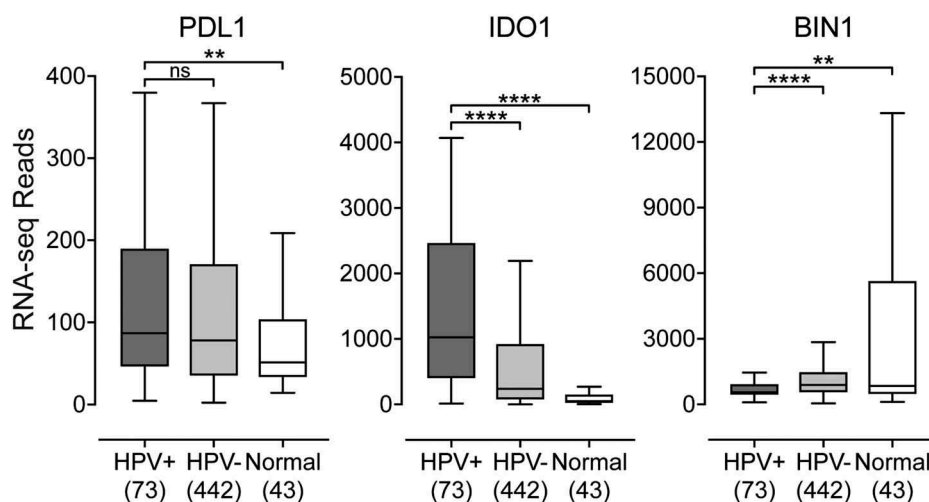 PDL1
IDO1
BIN1
RNA-seq Reads
400
300
200
100
0
**
ns
HPV+ HPV- Normal
(73) (442) (43)
5000
4000
3000
2000
1000
0
****
****
HPV+ HPV- Normal
(73) (442) (43)
15000
12000
9000
6000
3000
0
**
****
HPV+ HPV- Normal
(73) (442) (43)